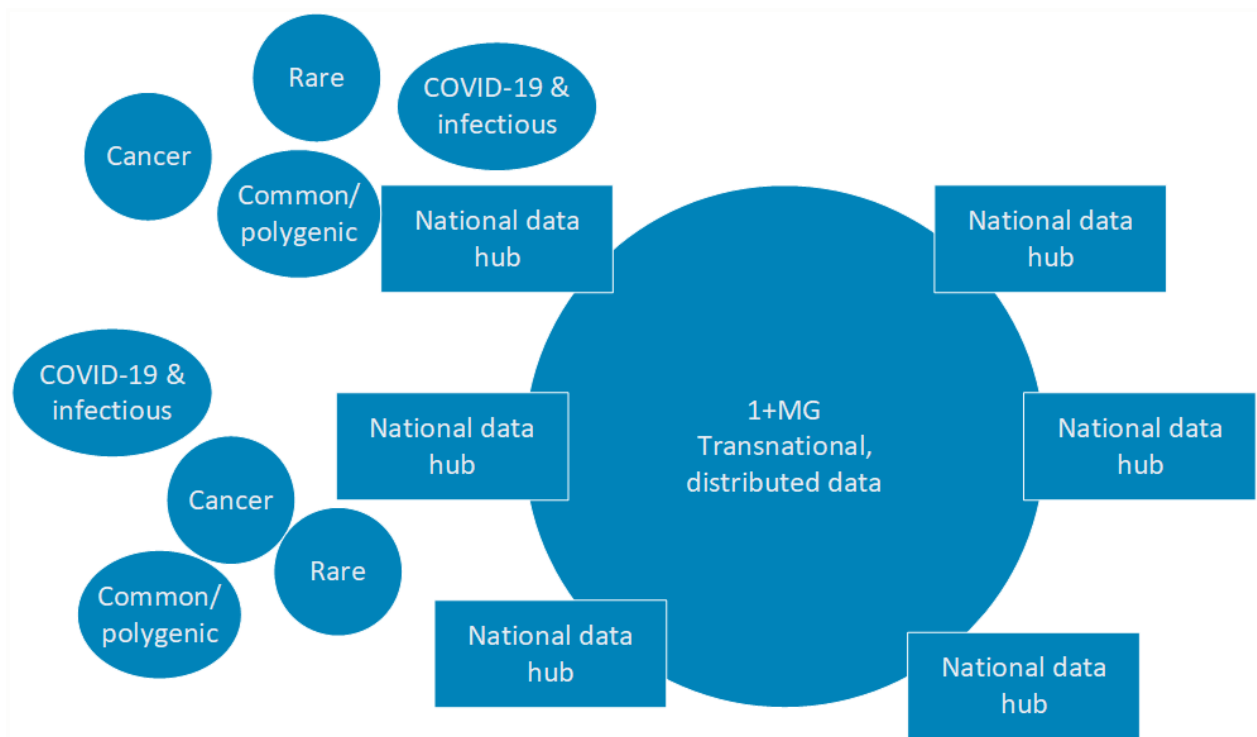 Rare
COVID-19 &
infectious
Cancer
Common/
polygenic
National data
hub
National data
hub
COVID-19 &
infectious
National data
hub
1+MG
Transnational,
distributed data
National data
hub
Cancer
Rare
Common/
polygenic
National data
hub
National data
hub